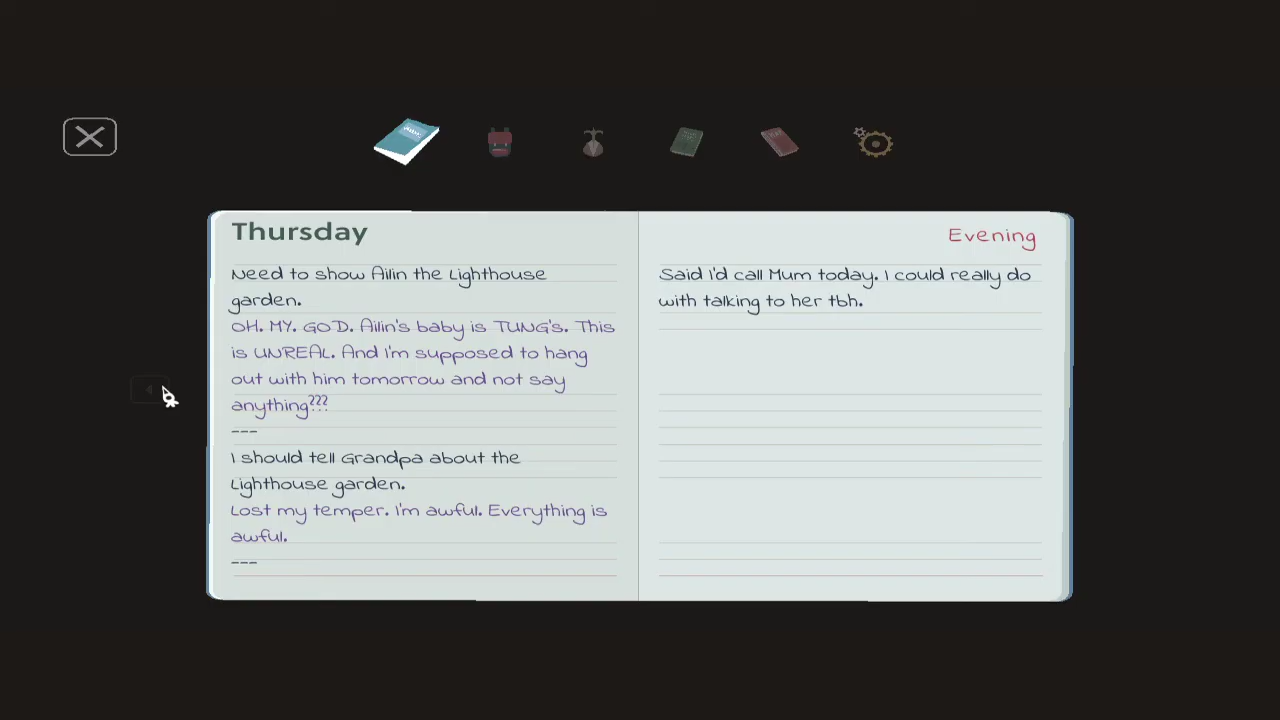 Thursday
Need to show Ailin the Lighthouse
garden.
OH. MY. GOD. Ailin's baby is TUNG's. This
is UNREAL. And I'm supposed to hang
out with him tomorrow and not say
anything???
---
I should tell Grandpa about the
Lighthouse garden.
Lost my temper. I'm awful. Everything is
awful.
---
Evening
Said I'd call Mum today. I could really do
with talking to her tbh.